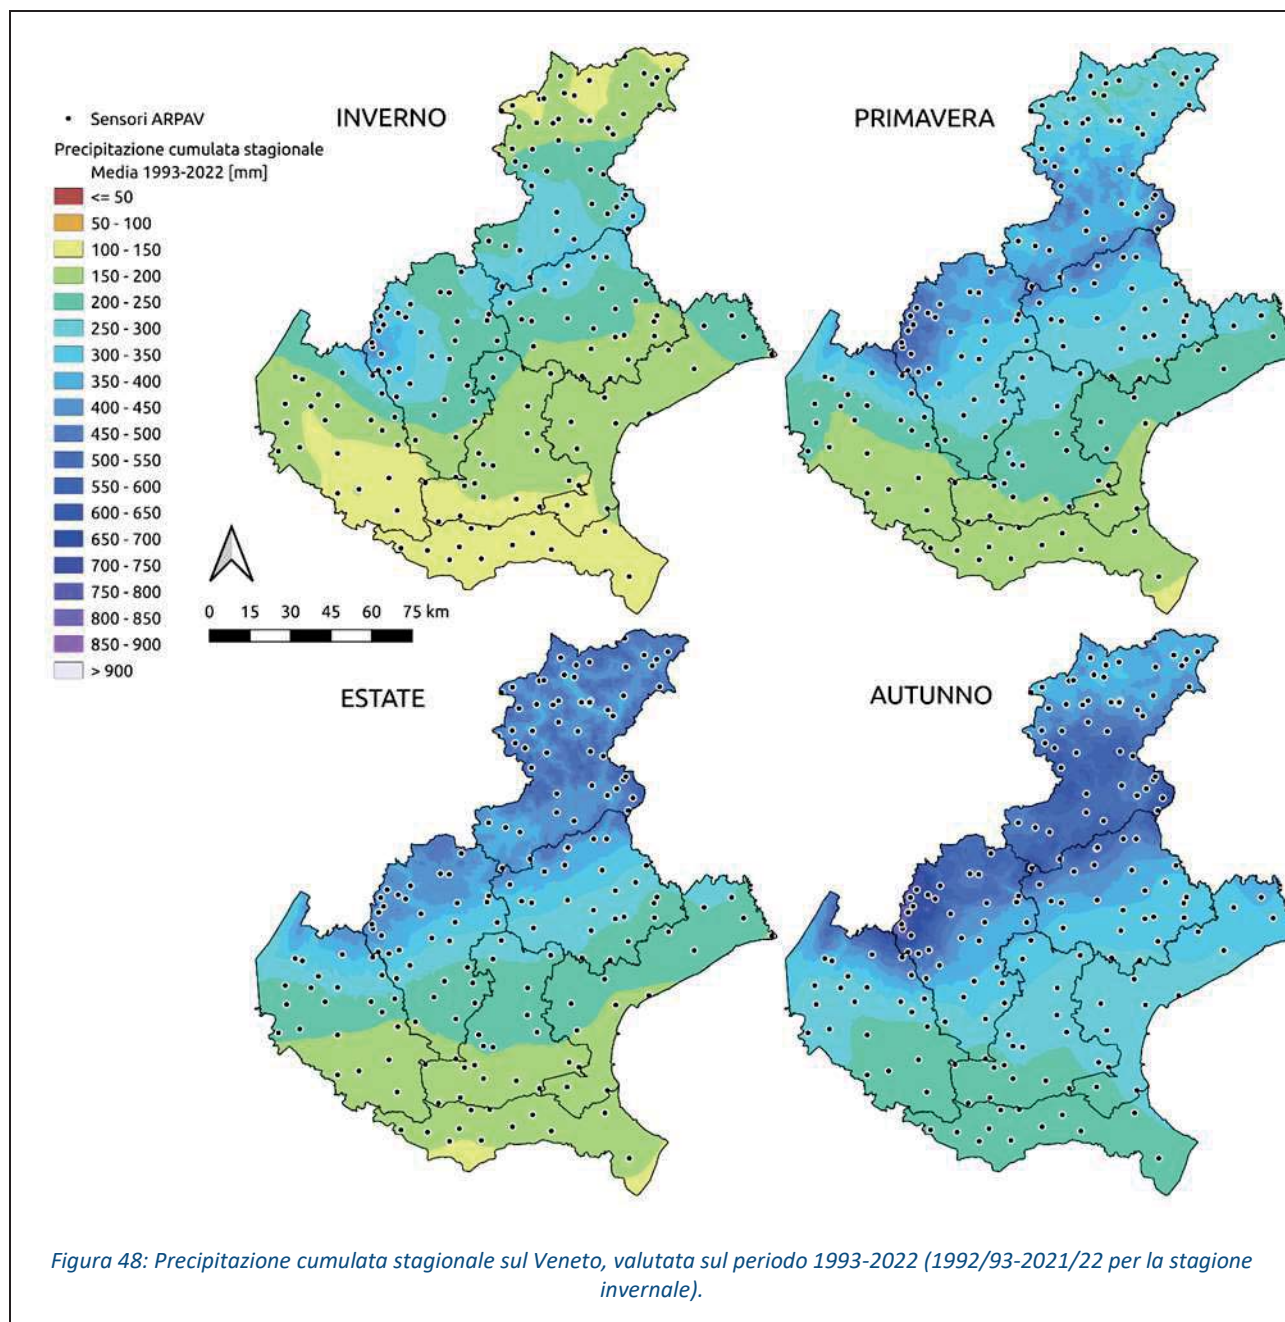 INVERNO
PRIMAVERA
Sensori ARPAV
Precipitazione cumulata stagionale
Media 1993-2022 [mm]
<= 50
50 - 100
100 - 150
150 - 200
200 - 250
250 - 300
300 - 350
350 - 400
400 - 450
450 - 500
500 - 550
550 - 600
600 - 650
650 - 700
700 - 750
750 - 800
800 - 850
850 - 900
> 900
0 15 30 45 60 75 km
ESTATE
AUTUNNO
Figura 48: Precipitazione cumulata stagionale sul Veneto, valutata sul periodo 1993-2022 (1992/93-2021/22 per la stagione
invernale).